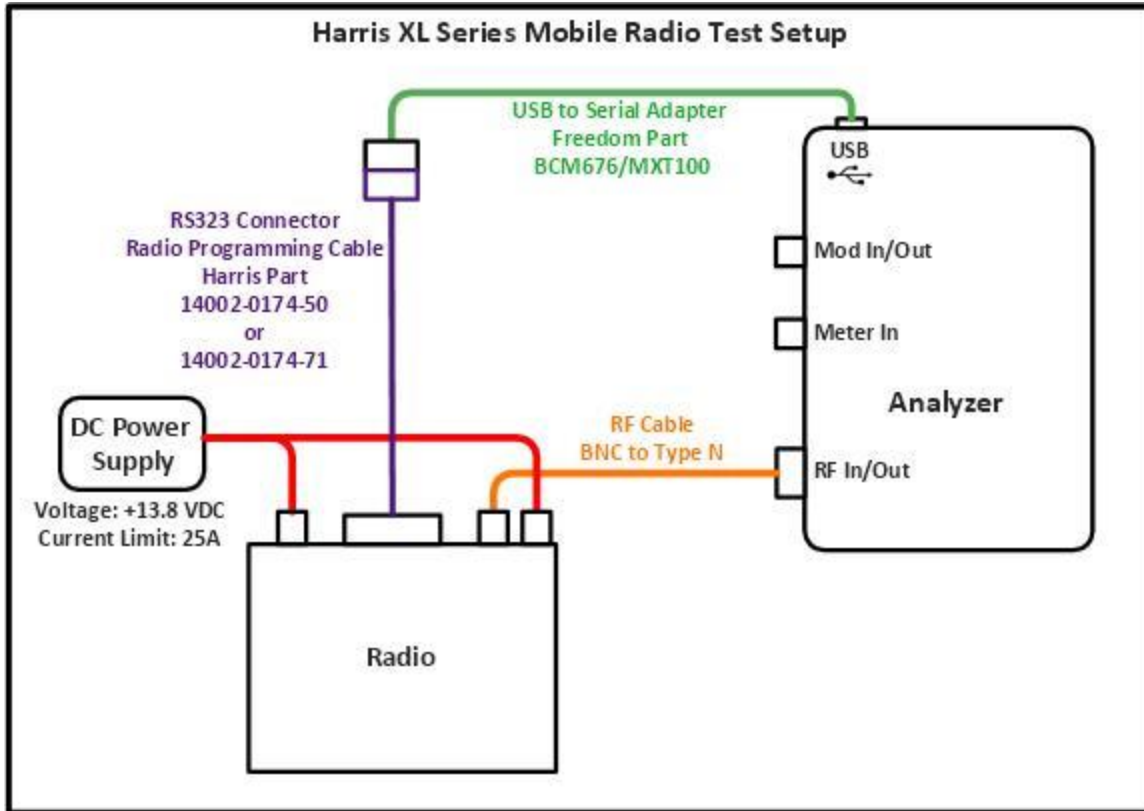 Harris XL Series Mobile Radio Test Setup
USB to Serial Adapter
Freedom Part
BCM676/MXT100
USB
RS323 Connector
Radio Programming Cable
Harris Part
14002-0174-50
or
14002-0174-71
Mod In/Out
Meter In
Analyzer
DC Power
Supply
RF Cable
BNC to Type N
RF In/Out
Voltage: +13.8 VDC
Current Limit: 25A
Radio